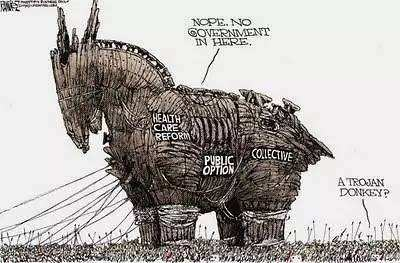 NOPE. NO
GOVERNMENT
IN HERE.
HEALTH
CARE
REFORM
PUBLIC
OPTION
COLLECTIVE
A TROJAN
DONKEY?